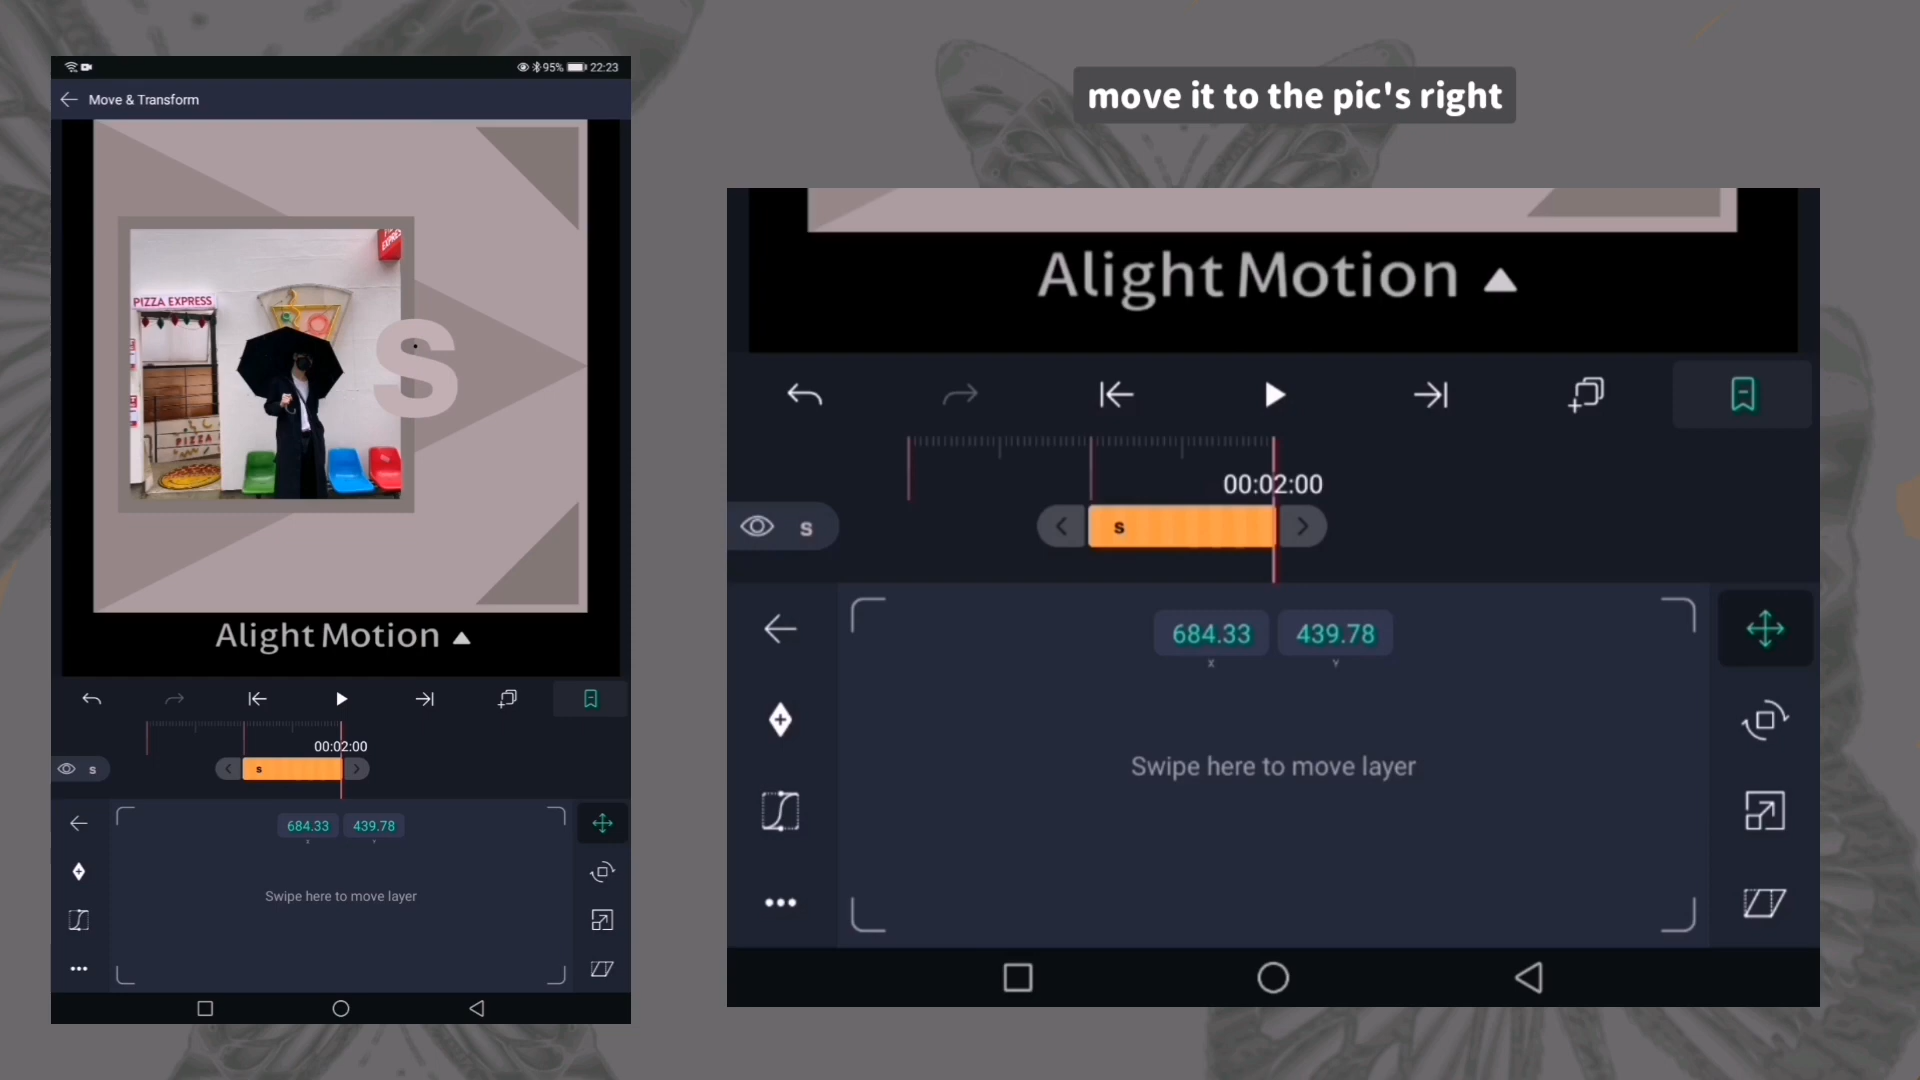 95% 22:23
Move & Transform
PIZZA EXPRESS
PIZZA
S
Alight Motion
00:02:00
s
s
684.33 439.78
Swipe here to move layer
move it to the pic's right
Alight Motion
00:02:00
s
s
684.33 439.78
X Y
Swipe here to move layer